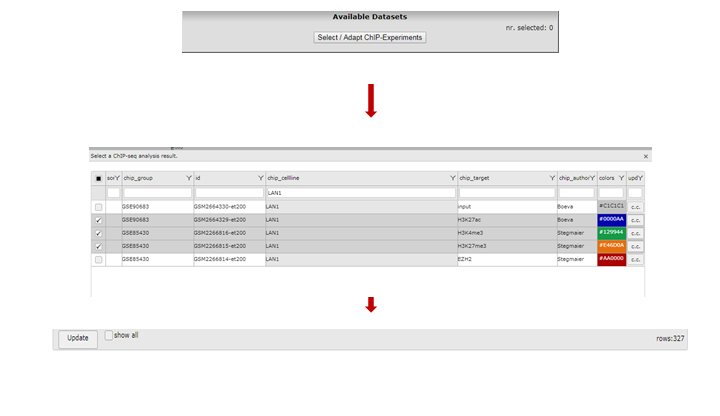 Available Datasets
nr. selected: 0
Select / Adapt ChIP-Experiments
Select a ChIP-seq analysis result. ×
chip_group id chip_cellline chip_target chip_author colors upd
LAN1
GSE90683 GSM2664330-et200 LAN1 input Boeva #C1C1C1 c.c.
GSE90683 GSM2664329-et200 LAN1 H3K27ac Boeva #0000AA c.c.
GSE85430 GSM2266816-et200 LAN1 H3K4me3 Stegmaier #129944 c.c.
GSE85430 GSM2266815-et200 LAN1 H3K27me3 Stegmaier #E46D0A c.c.
GSE85430 GSM2266814-et200 LAN1 EZH2 Stegmaier #AA0000 c.c.
Update show all rows:327